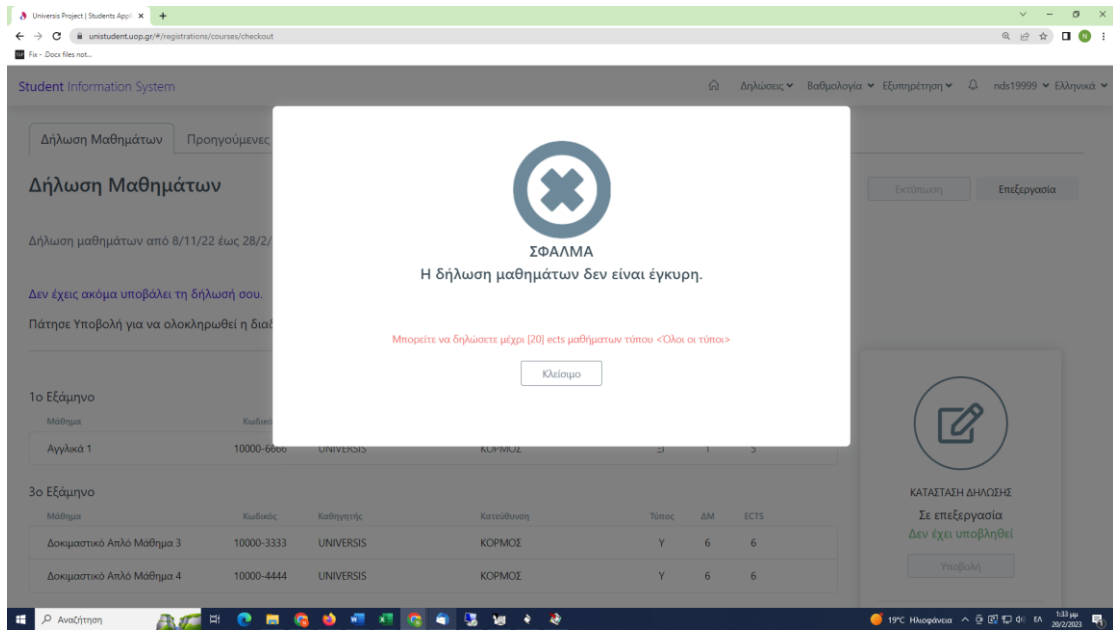 Universis Project | Students Appli
unistudent.uop.gr/#/registrations/courses/checkout
N
Fix - .Docx files not...
Student Information System
Δηλώσεις Βαθμολογία Εξυπηρέτηση nds19999 Ελληνικά
Δήλωση Μαθημάτων Προηγούμενες
Δήλωση Μαθημάτων
Εκτύπωση Επεξεργασία
Δήλωση μαθημάτων από 8/11/22 έως 28/2/
Δεν έχεις ακόμα υποβάλει τη δήλωσή σου.
Πάτησε Υποβολή για να ολοκληρωθεί η διαδ
ΣΦΑΛΜΑ
Η δήλωση μαθημάτων δεν είναι έγκυρη.
Μπορείτε να δηλώσετε μέχρι [20] ects μαθήματων τύπου <Όλοι οι τύποι>
Κλείσιμο
1ο Εξάμηνο
Μάθημα Κωδικό
Αγγλικά 1 10000-6666 UNIVERSIS ΚΟΡΜΟΣ 1 5
3ο Εξάμηνο
Μάθημα Κωδικός Καθηγητής Κατεύθυνση Τύπος ΔΜ ECTS
Δοκιμαστικό Απλό Μάθημα 3 10000-3333 UNIVERSIS ΚΟΡΜΟΣ Υ 6 6
Δοκιμαστικό Απλό Μάθημα 4 10000-4444 UNIVERSIS ΚΟΡΜΟΣ Υ 6 6
ΚΑΤΑΣΤΑΣΗ ΔΗΛΩΣΗΣ
Σε επεξεργασία
Δεν έχει υποβληθεί
Υποβολή
Αναζήτηση
19°C Ηλιοφάνεια
1:33 μμ
20/2/2023